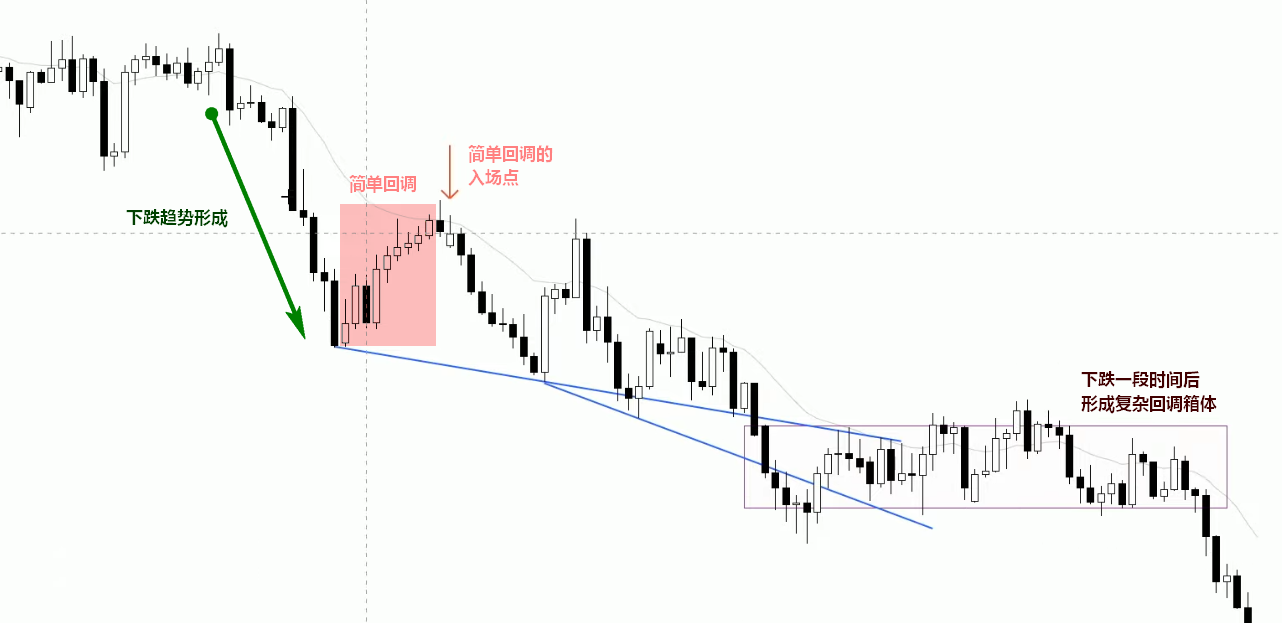 简单回调的
入场点
简单回调
下跌趋势形成
下跌一段时间后
形成复杂回调箱体